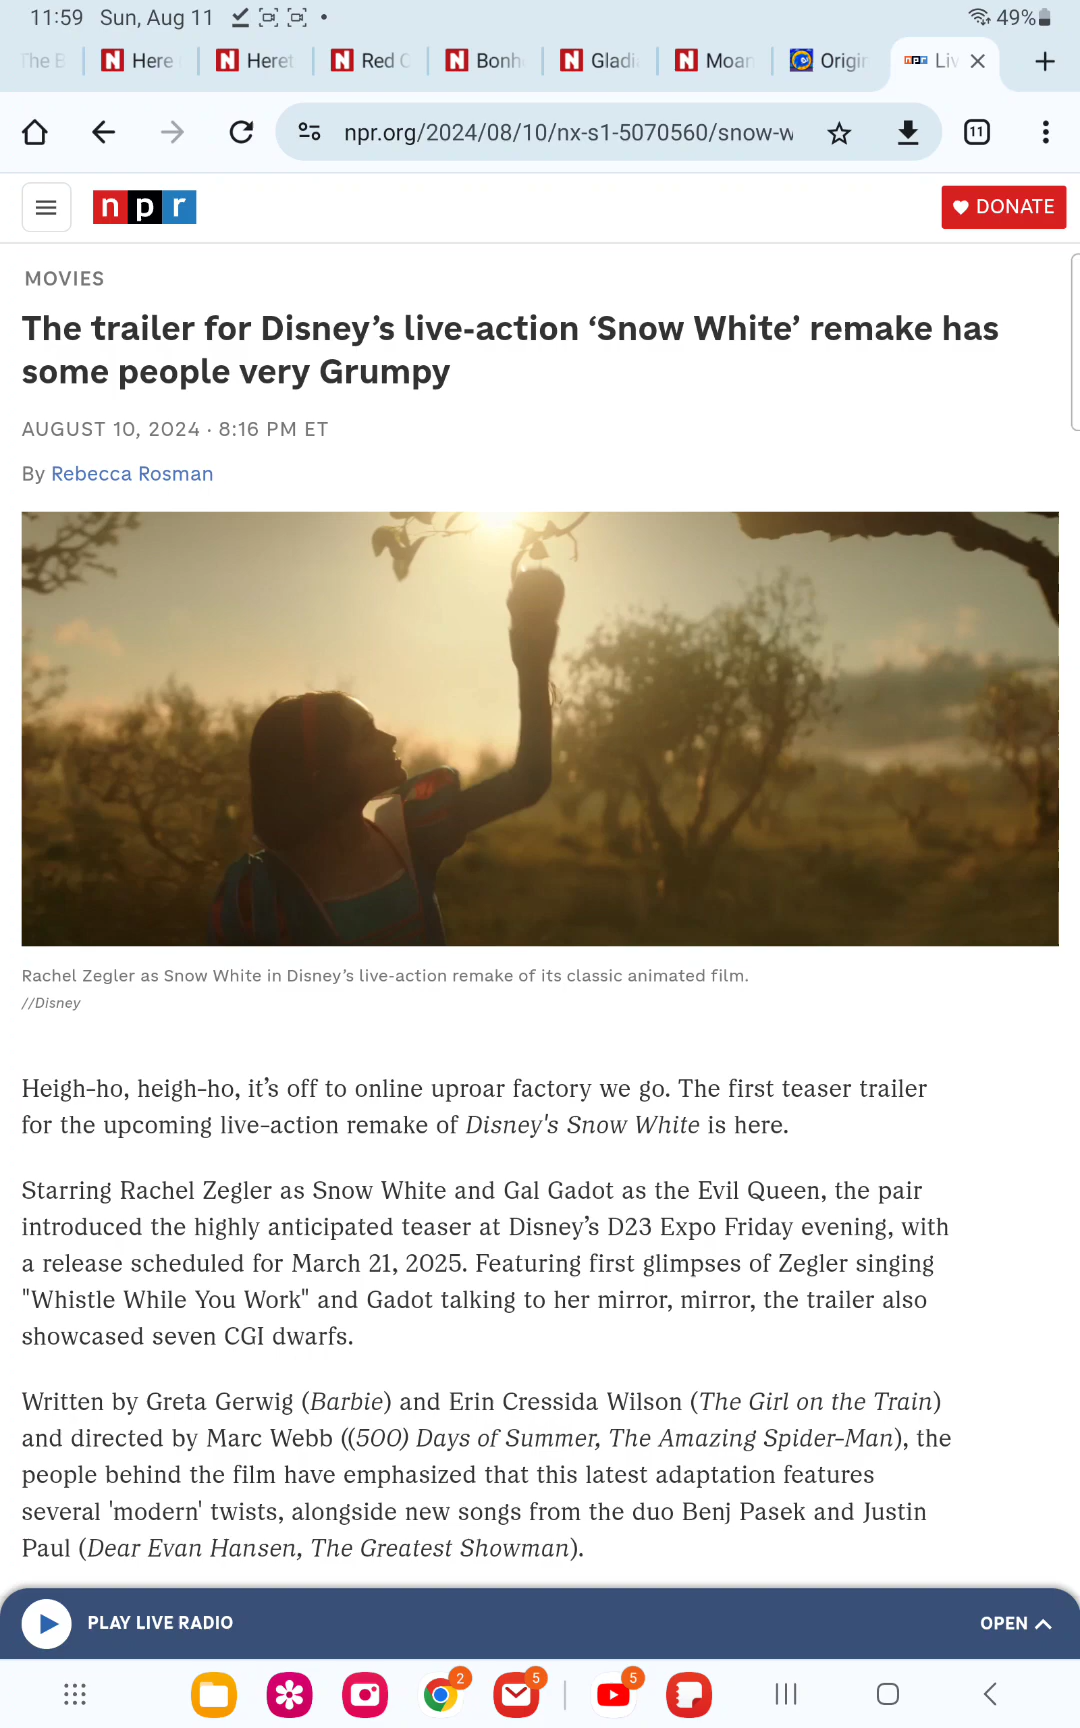 11:59 Sun, Aug 11
49%
The B
Here
Heret
Red C
Bonh
Gladi
Moan
Origin
npr Liv
npr.org/2024/08/10/nx-s1-5070560/snow-w
11
npr
DONATE
MOVIES
The trailer for Disney’s live-action ‘Snow White’ remake has
some people very Grumpy
AUGUST 10, 2024 · 8:16 PM ET
By Rebecca Rosman
Rachel Zegler as Snow White in Disney’s live-action remake of its classic animated film.
//Disney
Heigh-ho, heigh-ho, it’s off to online uproar factory we go. The first teaser trailer
for the upcoming live-action remake of Disney's Snow White is here.
Starring Rachel Zegler as Snow White and Gal Gadot as the Evil Queen, the pair
introduced the highly anticipated teaser at Disney’s D23 Expo Friday evening, with
a release scheduled for March 21, 2025. Featuring first glimpses of Zegler singing
"Whistle While You Work" and Gadot talking to her mirror, mirror, the trailer also
showcased seven CGI dwarfs.
Written by Greta Gerwig (Barbie) and Erin Cressida Wilson (The Girl on the Train)
and directed by Marc Webb ((500) Days of Summer, The Amazing Spider-Man), the
people behind the film have emphasized that this latest adaptation features
several 'modern' twists, alongside new songs from the duo Benj Pasek and Justin
Paul (Dear Evan Hansen, The Greatest Showman).
PLAY LIVE RADIO
OPEN
2
5
5